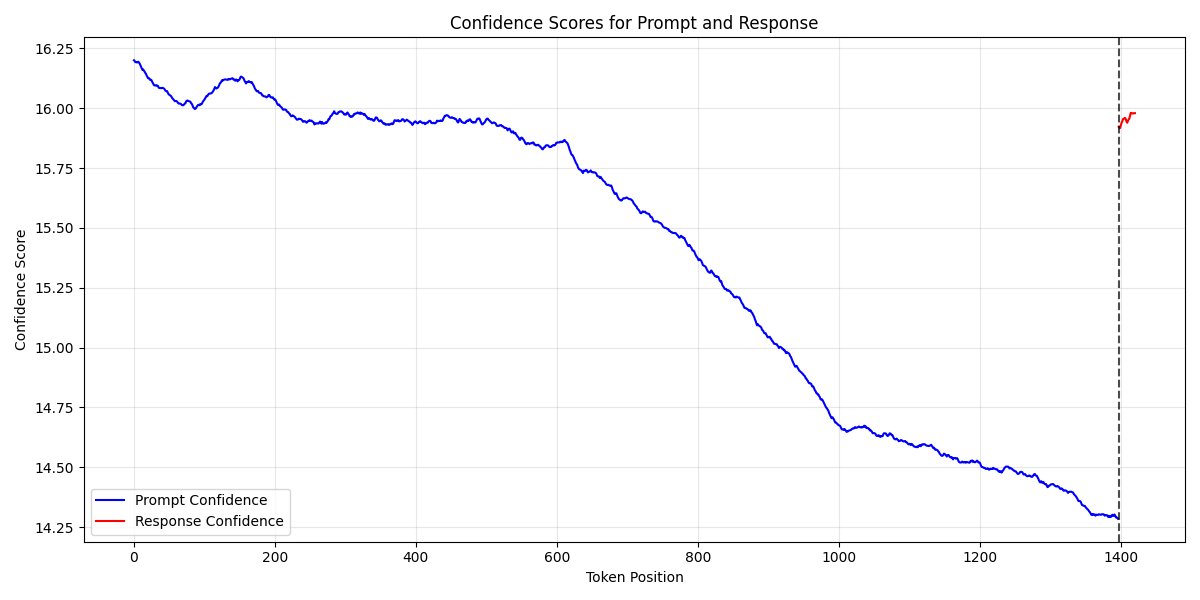 Confidence Scores for Prompt and Response
Confidence Score
16.25
16.00
15.75
15.50
15.25
15.00
14.75
14.50
14.25
Prompt Confidence
Response Confidence
0 200 400 600 800 1000 1200 1400
Token Position